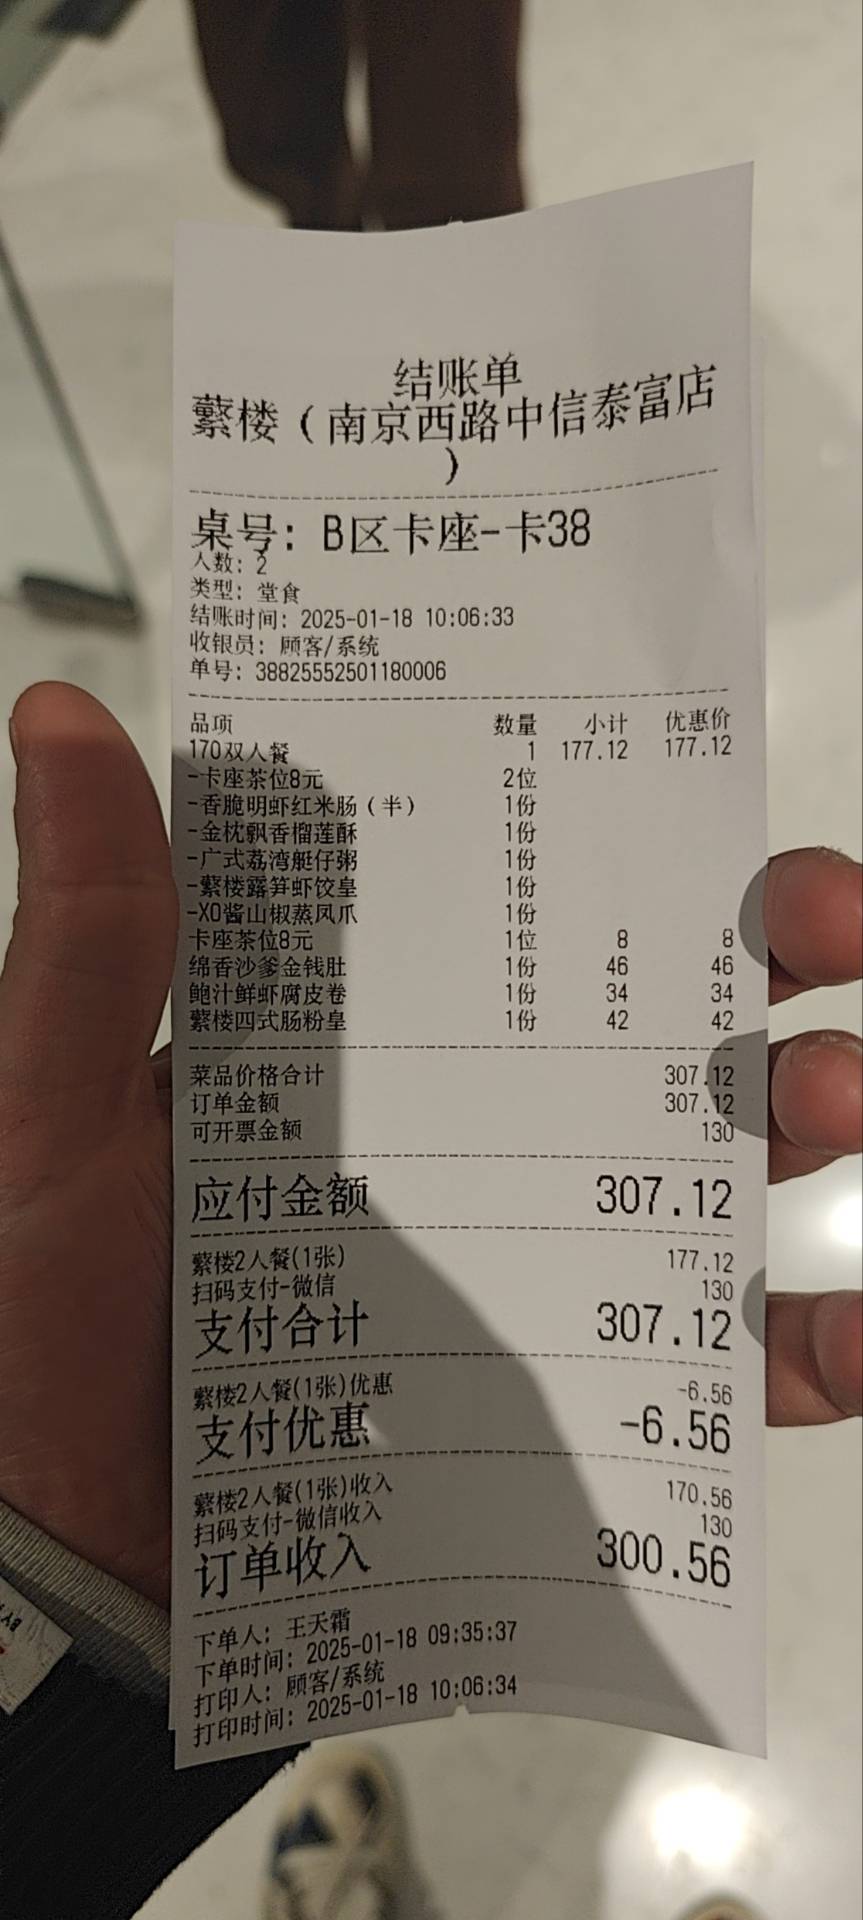 结账单
蘩楼（南京西路中信泰富店
）
桌号: B区卡座-卡38
人数: 2
类型: 堂食
结账时间: 2025-01-18 10:06:33
收银员: 顾客/系统
单号: 38825552501180006
品项 数量 小计 优惠价
170双人餐 1 177.12 177.12
-卡座茶位8元 2位
-香脆明虾红米肠（半） 1份
-金枕飘香榴莲酥 1份
-广式荔湾艇仔粥 1份
-蘩楼露笋虾饺皇 1份
-XO酱山椒蒸凤爪 1份
卡座茶位8元 1位 8 8
绵香沙爹金钱肚 1份 46 46
鲍汁鲜虾腐皮卷 1份 34 34
蘩楼四式肠粉皇 1份 42 42
菜品价格合计 307.12
订单金额 307.12
可开票金额 130
应付金额 307.12
蘩楼2人餐(1张) 177.12
扫码支付-微信 130
支付合计 307.12
蘩楼2人餐(1张)优惠 -6.56
支付优惠 -6.56
蘩楼2人餐(1张)收入 170.56
扫码支付-微信收入 130
订单收入 300.56
下单人: 王天霜
下单时间: 2025-01-18 09:35:37
打印人: 顾客/系统
打印时间: 2025-01-18 10:06:34